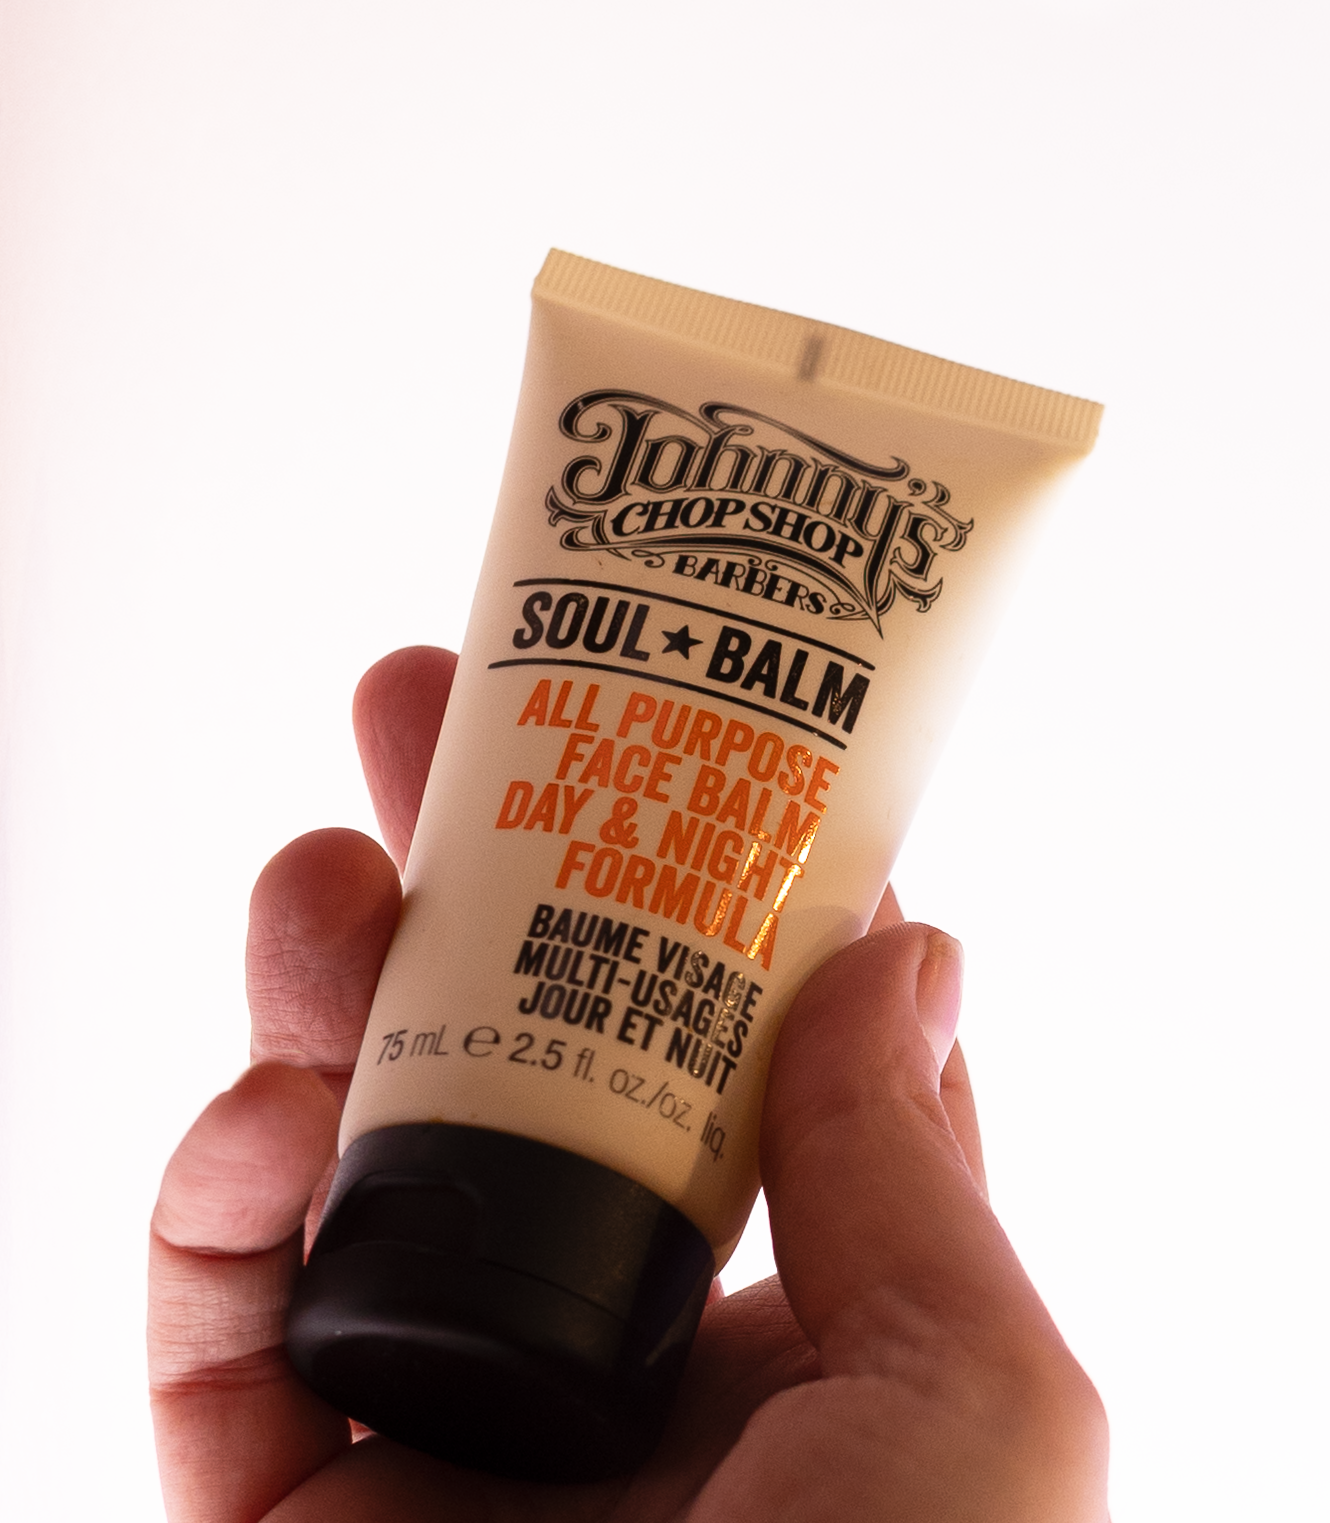 Johnny's
CHOP SHOP
BARBERS
SOUL ★ BALM
ALL PURPOSE
FACE BALM
DAY & NIGHT
FORMULA
BAUME VISAGE
MULTI-USAGES
JOUR ET NUIT
75 mL ℮ 2.5 fl. oz./oz. liq.